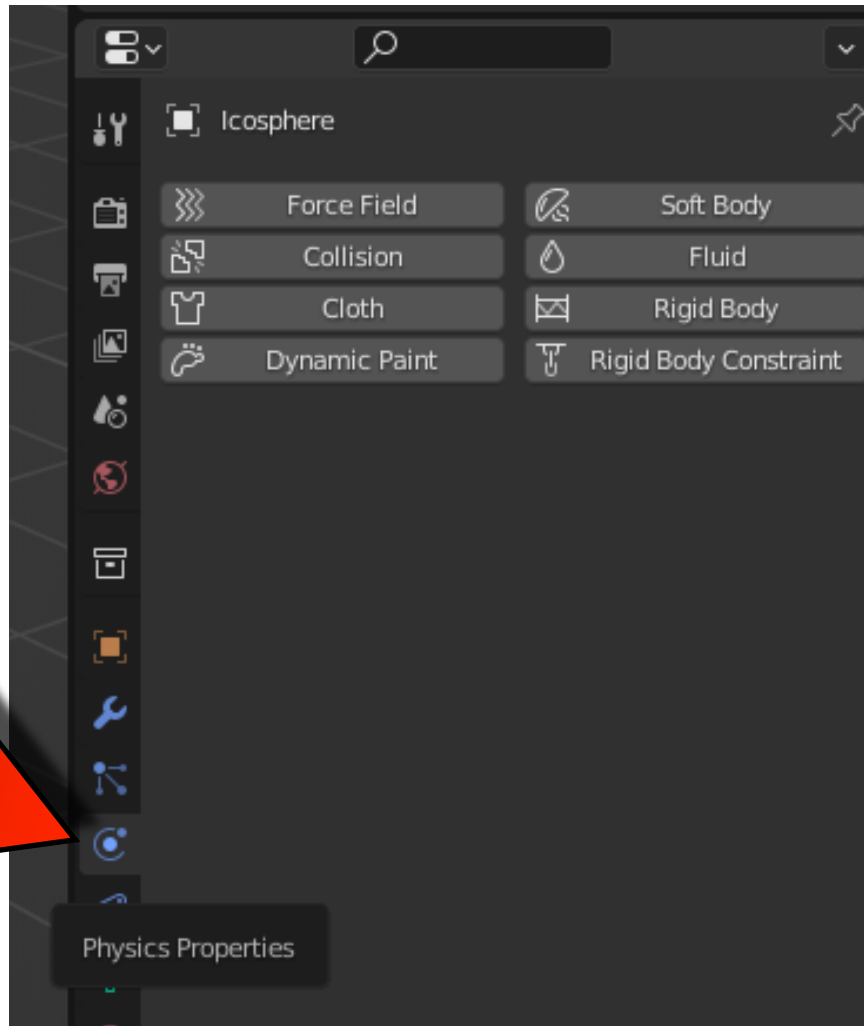 Icosphere
Force Field Soft Body
Collision Fluid
Cloth Rigid Body
Dynamic Paint Rigid Body Constraint
Physics Properties